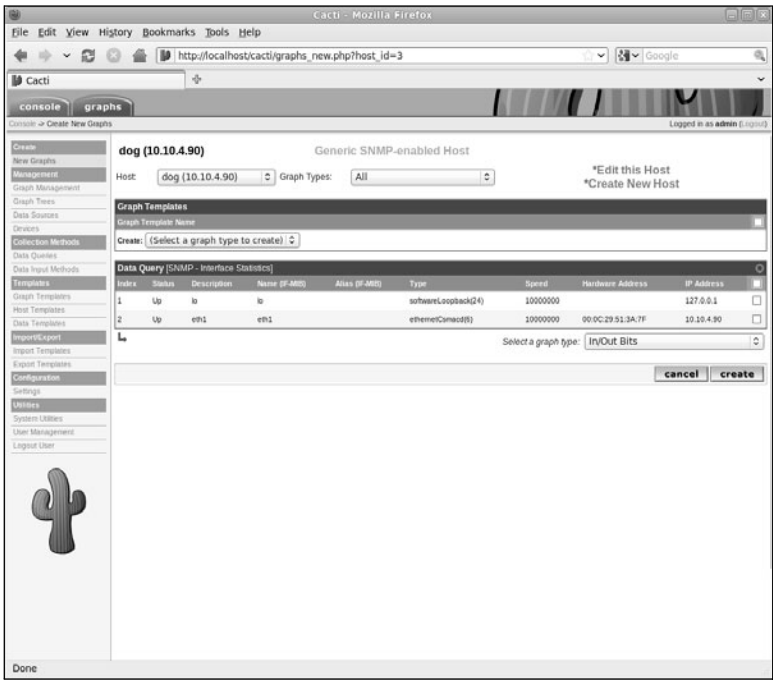 Cacti - Mozilla Firefox
File Edit View History Bookmarks Tools Help
http://localhost/cacti/graphs_new.php?host_id=3
Google
Cacti
console graphs
Console -> Create New Graphs
Logged in as admin (Logout)
Create
New Graphs
Management
Graph Management
Graph Trees
Data Sources
Devices
Collection Methods
Data Queries
Data Input Methods
Templates
Graph Templates
Host Templates
Data Templates
Import/Export
Import Templates
Export Templates
Configuration
Settings
Utilities
System Utilities
User Management
Logout User
dog (10.10.4.90) Generic SNMP-enabled Host
Host: dog (10.10.4.90) Graph Types: All
*Edit this Host
*Create New Host
Graph Templates
Graph Template Name
Create: (Select a graph type to create)
Data Query [SNMP - Interface Statistics]
Index Status Description Name (IF-MIB) Alias (IF-MIB) Type Speed Hardware Address IP Address
1 Up lo lo softwareLoopback(24) 10000000 127.0.0.1
2 Up eth1 eth1 ethernetCsmacd(6) 10000000 00:0C:29:51:3A:7F 10.10.4.90
Select a graph type: In/Out Bits
cancel create
Done